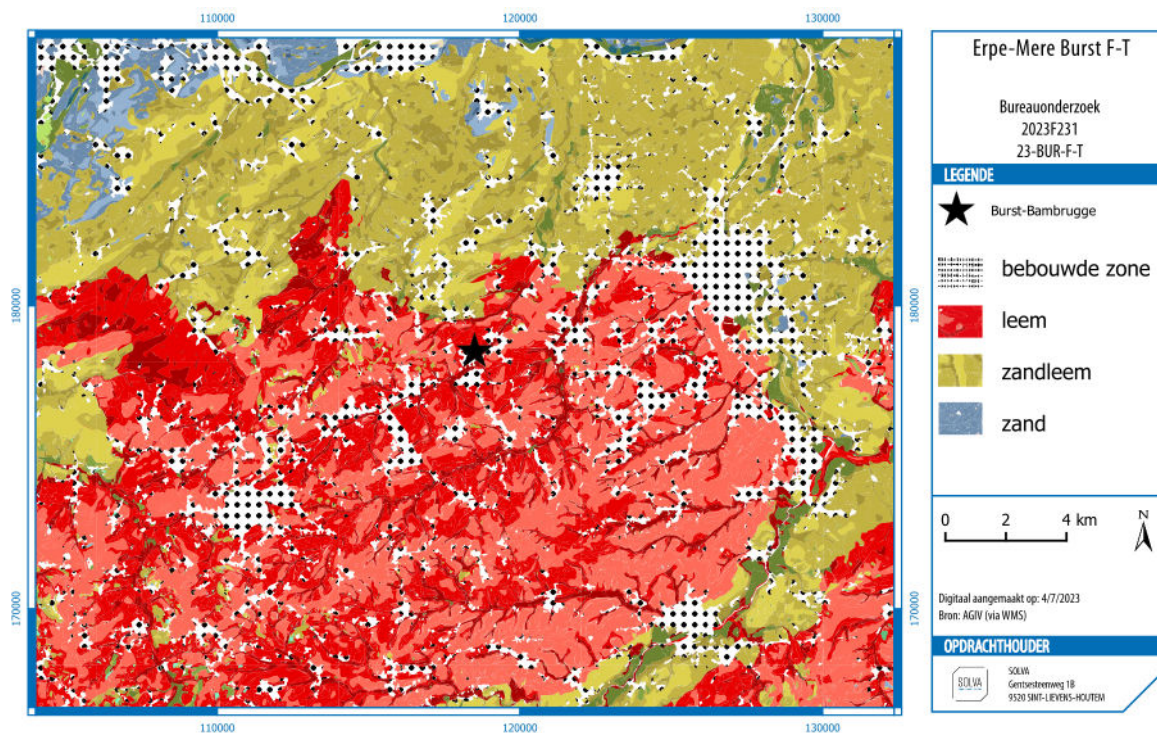 110000
120000
130000
180000
180000
170000
170000
110000
120000
130000
Erpe-Mere Burst F-T
Bureauonderzoek
2023F231
23-BUR-F-T
LEGENDE
Burst-Bambrugge
bebouwde zone
leem
zandleem
zand
0 2 4 km
N
Digitaal aangemaakt op: 4/7/2023
Bron: AGIV (via WMS)
OPDRACHTHOUDER
SOLVA
SOLVA
Gentsesteenweg 1B
9520 SINT-LIEVENS-HOUTEM